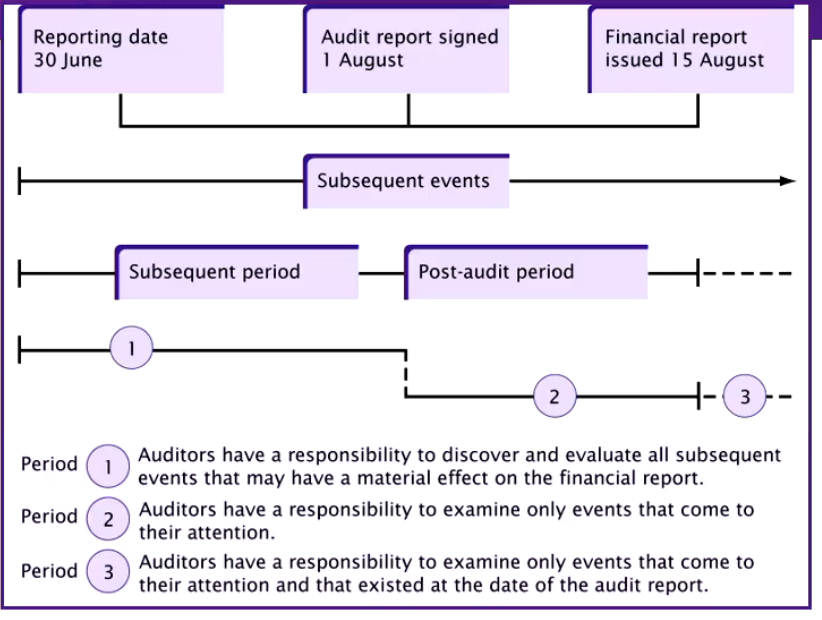 Reporting date
30 June
Audit report signed
1 August
Financial report
issued 15 August
Subsequent events
Subsequent period
Post-audit period
1
2
3
Period 1 Auditors have a responsibility to discover and evaluate all subsequent
events that may have a material effect on the financial report.
Period 2 Auditors have a responsibility to examine only events that come to
their attention.
Period 3 Auditors have a responsibility to examine only events that come to
their attention and that existed at the date of the audit report.